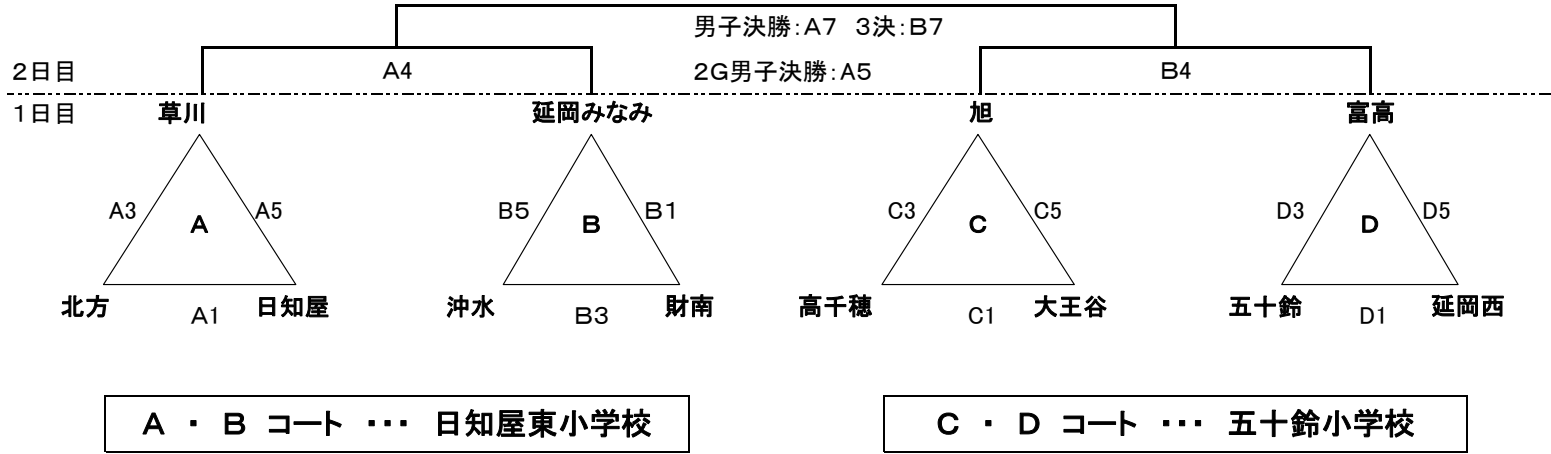 男子決勝：A7　3決：B7
2日目
A4
2G男子決勝：A5
B4
1日目
草川
延岡みなみ
旭
富高
A3
A
A5
B5
B
B1
C3
C
C5
D3
D
D5
北方
A1
日知屋
沖水
B3
財南
高千穂
C1
大王谷
五十鈴
D1
延岡西
A ・ B コート ・・・ 日知屋東小学校
C ・ D コート ・・・ 五十鈴小学校